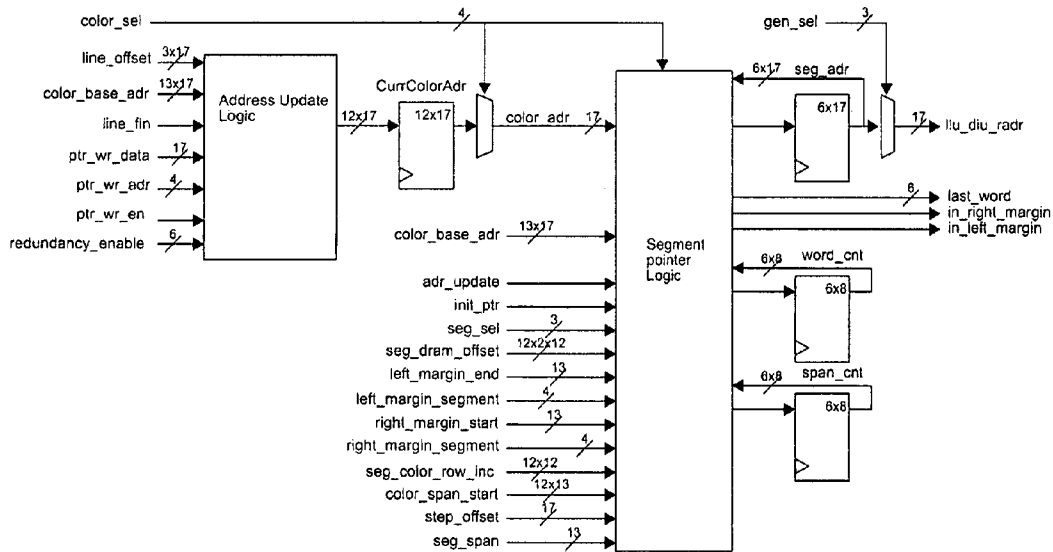 color_sel
4
gen_sel
3
line_offset
3x17
color_base_adr
13x17
line_fin
ptr_wr_data
17
ptr_wr_adr
4
ptr_wr_en
redundancy_enable
6
Address Update
Logic
12x17
CurrColorAdr
12x17
color_adr
17
color_base_adr
13x17
adr_update
init_ptr
seg_sel
3
seg_dram_offset
12x2x12
left_margin_end
13
left_margin_segment
4
right_margin_start
13
right_margin_segment
4
seg_color_row_inc
12x12
color_span_start
12x13
step_offset
17
seg_span
13
Segment
pointer
Logic
6x17
seg_adr
6x17
17
llu_diu_radr
6
last_word
in_right_margin
in_left_margin
6x8
word_cnt
6x8
6x8
span_cnt
6x8